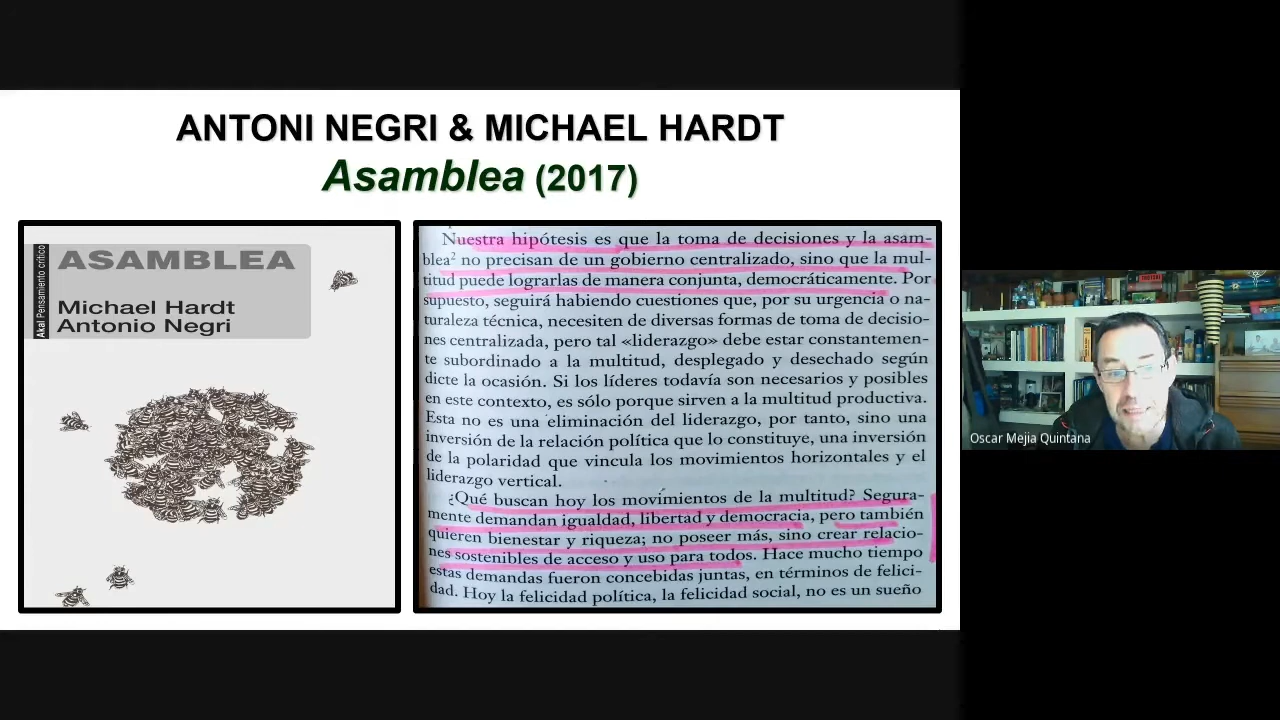 ANTONI NEGRI & MICHAEL HARDT
Asamblea (2017)
ASAMBLEA
Michael Hardt
Antonio Negri
Akal Pensamiento crítico
Nuestra hipótesis es que la toma de decisiones y la asam-
blea² no precisan de un gobierno centralizado, sino que la mul-
titud puede lograrlas de manera conjunta, democráticamente. Por
supuesto, seguirá habiendo cuestiones que, por su urgencia o na-
turaleza técnica, necesiten de diversas formas de toma de decisio-
nes centralizada, pero tal «liderazgo» debe estar constantemen-
te subordinado a la multitud, desplegado y desechado según
dicte la ocasión. Si los líderes todavía son necesarios y posibles
en este contexto, es sólo porque sirven a la multitud productiva.
Esta no es una eliminación del liderazgo, por tanto, sino una
inversión de la relación política que lo constituye, una inversión
de la polaridad que vincula los movimientos horizontales y el
liderazgo vertical.
¿Qué buscan hoy los movimientos de la multitud? Segura-
mente demandan igualdad, libertad y democracia, pero también
quieren bienestar y riqueza; no poseer más, sino crear relacio-
nes sostenibles de acceso y uso para todos. Hace mucho tiempo
estas demandas fueron concebidas juntas, en términos de felici-
dad. Hoy la felicidad política, la felicidad social, no es un sueño
Oscar Mejia Quintana